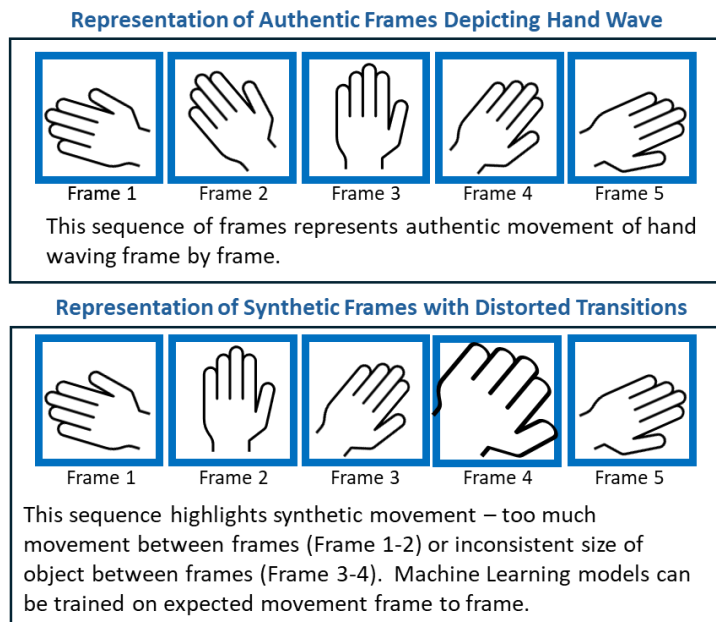 Representation of Authentic Frames Depicting Hand Wave
Frame 1
Frame 2
Frame 3
Frame 4
Frame 5
This sequence of frames represents authentic movement of hand
waving frame by frame.
Representation of Synthetic Frames with Distorted Transitions
Frame 1
Frame 2
Frame 3
Frame 4
Frame 5
This sequence highlights synthetic movement – too much
movement between frames (Frame 1-2) or inconsistent size of
object between frames (Frame 3-4).  Machine Learning models can
be trained on expected movement frame to frame.